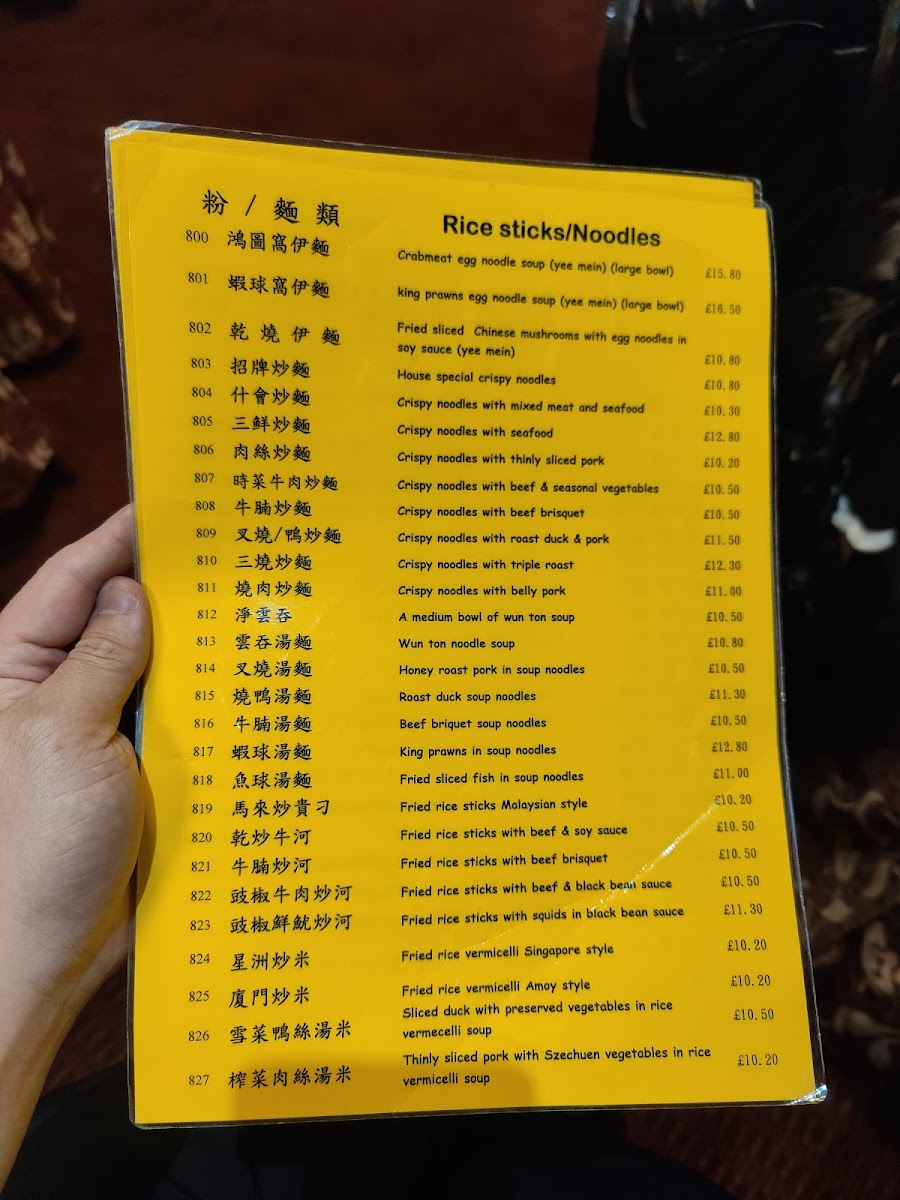 粉 / 麵 類 Rice sticks/Noodles
800 鴻圖窩伊麵 Crabmeat egg noodle soup (yee mein) (large bowl) £15.80
801 蝦球窩伊麵 king prawns egg noodle soup (yee mein) (large bowl) £16.50
802 乾 燒 伊 麵 Fried sliced Chinese mushrooms with egg noodles in
soy sauce (yee mein) £10.80
803 招牌炒麵 House special crispy noodles £10.80
804 什會炒麵 Crispy noodles with mixed meat and seafood £10.30
805 三鮮炒麵 Crispy noodles with seafood £12.80
806 肉絲炒麵 Crispy noodles with thinly sliced pork £10.20
807 時菜牛肉炒麵 Crispy noodles with beef & seasonal vegetables £10.50
808 牛腩炒麵 Crispy noodles with beef brisquet £10.50
809 叉燒/鴨炒麵 Crispy noodles with roast duck & pork £11.50
810 三燒炒麵 Crispy noodles with triple roast £12.30
811 燒肉炒麵 Crispy noodles with belly pork £11.00
812 淨雲吞 A medium bowl of wun ton soup £10.50
813 雲吞湯麵 Wun ton noodle soup £10.80
814 叉燒湯麵 Honey roast pork in soup noodles £10.50
815 燒鴨湯麵 Roast duck soup noodles £11.30
816 牛腩湯麵 Beef briquet soup noodles £10.50
817 蝦球湯麵 King prawns in soup noodles £12.80
818 魚球湯麵 Fried sliced fish in soup noodles £11.00
819 馬來炒貴刁 Fried rice sticks Malaysian style £10.20
820 乾炒牛河 Fried rice sticks with beef & soy sauce £10.50
821 牛腩炒河 Fried rice sticks with beef brisquet £10.50
822 豉椒牛肉炒河 Fried rice sticks with beef & black bean sauce £10.50
823 豉椒鮮魷炒河 Fried rice sticks with squids in black bean sauce £11.30
824 星洲炒米 Fried rice vermicelli Singapore style £10.20
825 廈門炒米 Fried rice vermicelli Amoy style £10.20
826 雪菜鴨絲湯米 Sliced duck with preserved vegetables in rice
vermecelli soup £10.50
827 榨菜肉絲湯米 Thinly sliced pork with Szechuen vegetables in rice
vermicelli soup £10.20